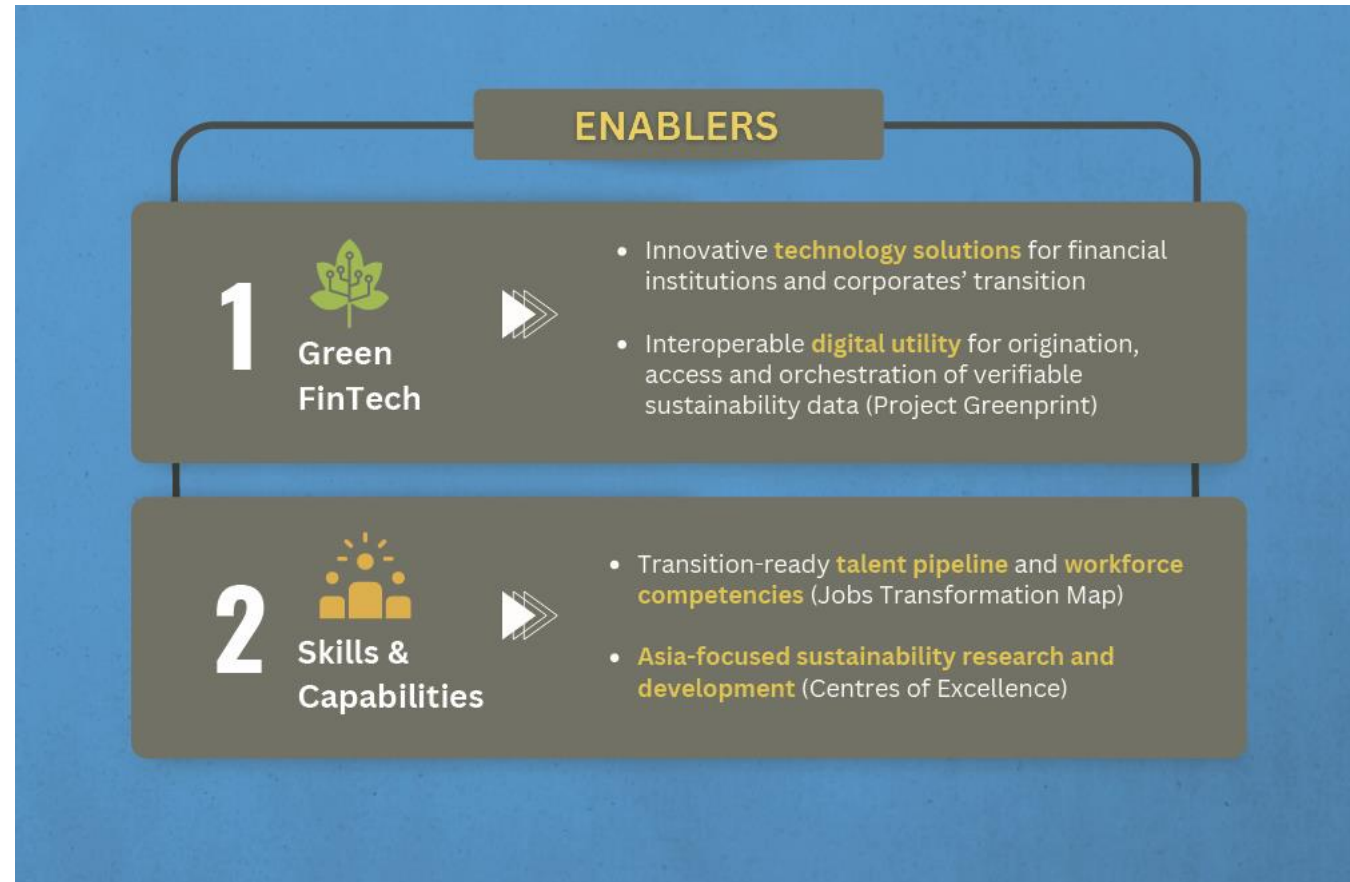 ENABLERS
1
Green
FinTech
• Innovative technology solutions for financial
institutions and corporates’ transition
• Interoperable digital utility for origination,
access and orchestration of verifiable
sustainability data (Project Greenprint)
2
Skills &
Capabilities
• Transition-ready talent pipeline and workforce
competencies (Jobs Transformation Map)
• Asia-focused sustainability research and
development (Centres of Excellence)